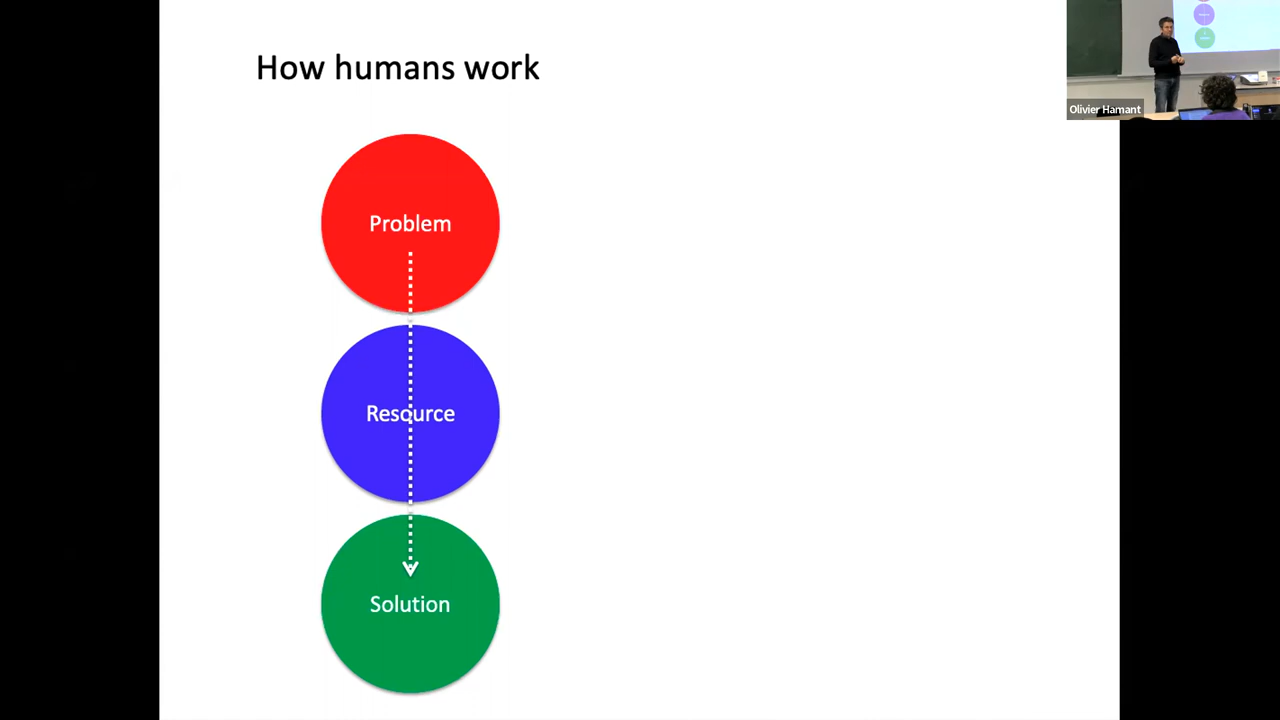 How humans work
Problem
Resource
Solution
Olivier Hamant